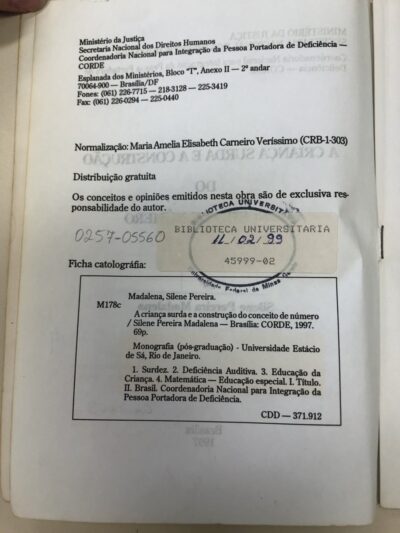 Ministério da Justiça
Secretaria Nacional dos Direitos Humanos
Coordenadoria Nacional para Integração da Pessoa Portadora de Deficiência —
CORDE
Esplanada dos Ministérios, Bloco "T", Anexo II — 2º andar
70064-900 — Brasília/DF
Fones: (061) 226-7715 — 218-3128 — 225-3419
Fax: (061) 226-0294 — 225-0440
Normalização: Maria Amelia Elisabeth Carneiro Veríssimo (CRB-1-303)
Distribuição gratuita
Os conceitos e opiniões emitidos nesta obra são de exclusiva res-
ponsabilidade do autor.
BIBLIOTECA UNIVERSITARIA
0257-05560
11/02/99
45999-02
Universidade Federal de Minas
Ficha catolográfia:
Madalena, Silene Pereira.
M178c
A criança surda e a construção do conceito de número
/ Silene Pereira Madalena — Brasília: CORDE, 1997.
69p.
Monografia (pós-graduação) - Universidade Estácio
de Sá, Rio de Janeiro.
1. Surdez. 2. Deficiência Auditiva. 3. Educação da
Criança. 4. Matemática — Educação especial. I. Título.
II. Brasil. Coordenadoria Nacional para Integração da
Pessoa Portadora de Deficiência.
CDD — 371.912